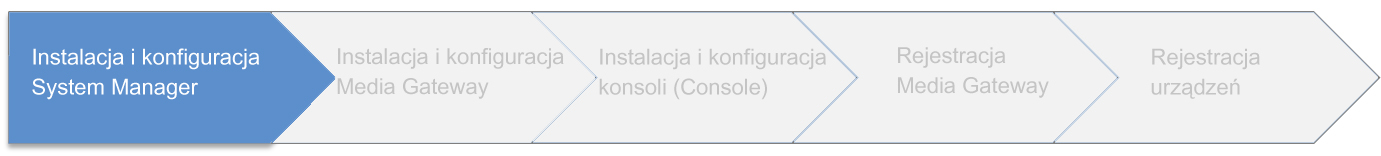 Instalacja i konfiguracja
System Manager
Instalacja i konfiguracja
Media Gateway
Instalacja i konfiguracja
konsoli (Console)
Rejestracja
Media Gateway
Rejestracja
urządzeń